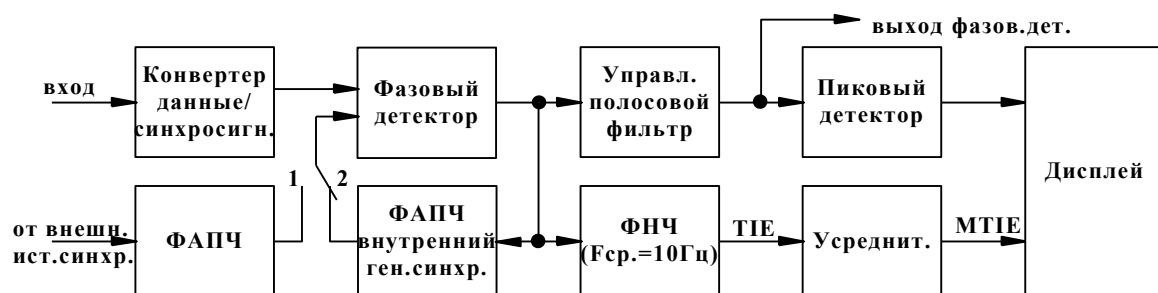 выход фазов.дет.
вход
Конвертер
данные/
синхросигн.
Фазовый
детектор
Управл.
полосовой
фильтр
Пиковый
детектор
Дисплей
1
2
от внешн.
ист.синхр.
ФАПЧ
ФАПЧ
внутренний
ген.синхр.
ФНЧ
(Fср.=10Гц)
TIE
Усреднит.
MTIE